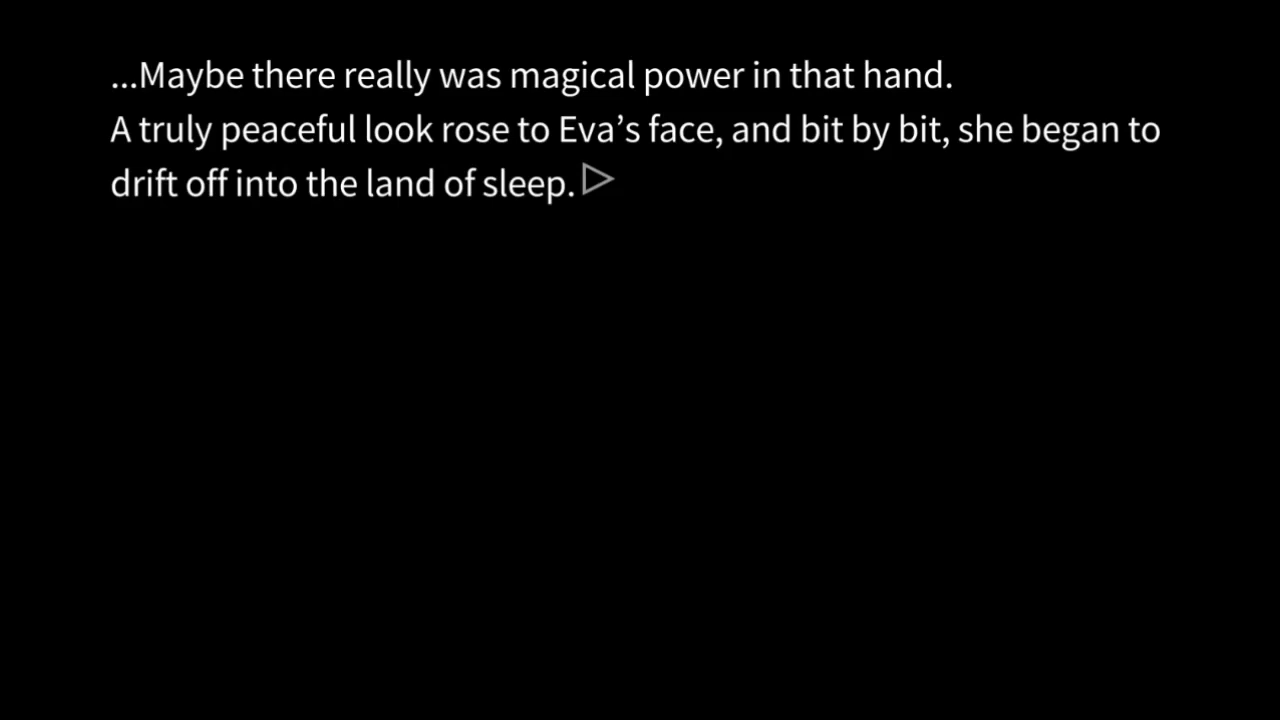 ...Maybe there really was magical power in that hand.
A truly peaceful look rose to Eva’s face, and bit by bit, she began to
drift off into the land of sleep.